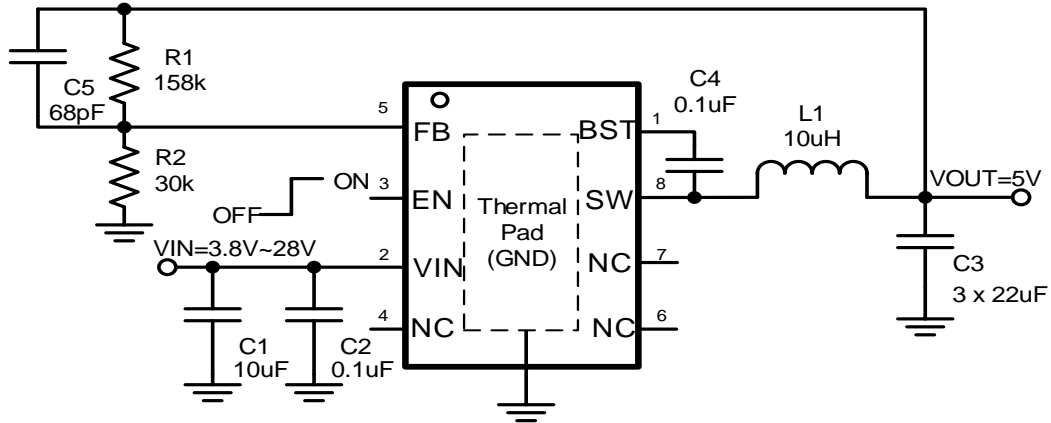 R1
158k
C5
68pF
R2
30k
5
FB
BST
1
C4
0.1uF
L1
10uH
ON
OFF
3
EN
Thermal
Pad
(GND)
SW
8
VOUT=5V
VIN=3.8V~28V
2
VIN
NC
7
C3
3 x 22uF
4
NC
NC
6
C1
10uF
C2
0.1uF